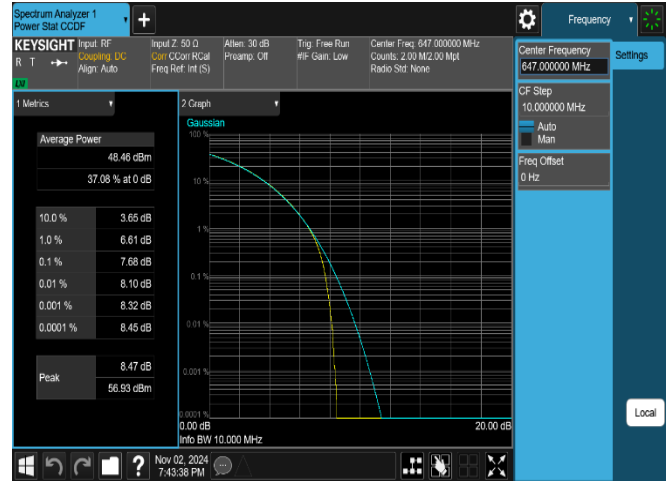 Spectrum Analyzer 1
Power Stat CCDF
+
Frequency
KEYSIGHT
R T
LXI
Input: RF
Coupling: DC
Align: Auto
Input Z: 50 Ω
Corr CCorr RCal
Freq Ref: Int (S)
Atten: 30 dB
Preamp: Off
Trig: Free Run
#IF Gain: Low
Center Freq: 647.000000 MHz
Counts: 2.00 M/2.00 Mpt
Radio Std: None
Center Frequency
647.000000 MHz
Settings
CF Step
10.000000 MHz
Auto
Man
Freq Offset
0 Hz
1 Metrics
Average Power
48.46 dBm
37.08 % at 0 dB
10.0 % 3.65 dB
1.0 % 6.61 dB
0.1 % 7.68 dB
0.01 % 8.10 dB
0.001 % 8.32 dB
0.0001 % 8.45 dB
Peak
8.47 dB
56.93 dBm
2 Graph
Gaussian
100 %
10 %
1 %
0.1 %
0.01 %
0.001 %
0.0001 %
0.00 dB
20.00 dB
Info BW 10.000 MHz
Local
?
Nov 02, 2024
7:43:38 PM